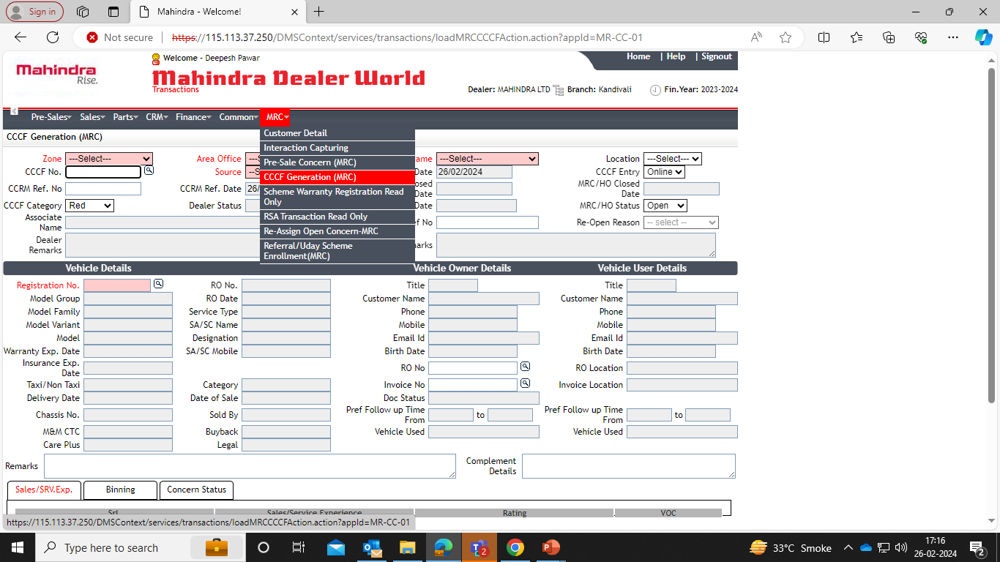 Sign in
Mahindra - Welcome!
Not secure
https://115.113.37.250/DMSContext/services/transactions/loadMRCCCCFAction.action?appId=MR-CC-01
Mahindra
Rise.
Welcome - Deepesh Pawar
Home | Help | Signout
Mahindra Dealer World
Transactions
Dealer: MAHINDRA LTD Branch: Kandivali Fin.Year: 2023-2024
Pre-Sales Sales Parts CRM Finance Common MRC
Customer Detail
Interaction Capturing
Pre-Sale Concern (MRC)
CCCF Generation (MRC)
Scheme Warranty Registration Read
Only
RSA Transaction Read Only
Re-Assign Open Concern-MRC
Referral/Uday Scheme
Enrollment(MRC)
CCCF Generation (MRC)
Zone ---Select--- Area Office ---Select--- Location ---Select---
CCCF No. Source Date 26/02/2024 CCCF Entry Online
CCRM Ref. No CCRM Ref. Date 26/ Date MRC/HO Closed
Date
CCCF Category Red Dealer Status Date MRC/HO Status Open
Associate
Name No Re-Open Reason -- select --
Dealer
Remarks
Vehicle Details Vehicle Owner Details Vehicle User Details
Registration No. RO No. Title Title
Model Group RO Date Customer Name Customer Name
Model Family Service Type Phone Phone
Model Variant SA/SC Name Mobile Mobile
Model Designation Email Id Email Id
Warranty Exp. Date SA/SC Mobile Birth Date Birth Date
Insurance Exp.
Date RO No RO Location
Taxi/Non Taxi Category Invoice No Invoice Location
Delivery Date Date of Sale Doc Status
Chassis No. Sold By Pref Follow up Time
From to Pref Follow up Time
From to
M&M CTC Buyback Vehicle Used Vehicle Used
Care Plus Legal
Remarks Complement
Details
Sales/SRV.Exp. Binning Concern Status
Srl Sales/Service Experience Rating VOC
https://115.113.37.250/DMSContext/services/transactions/loadMRCCCCFAction.action?appId=MR-CC-01
Type here to search
2
33°C Smoke
17:16
26-02-2024
2